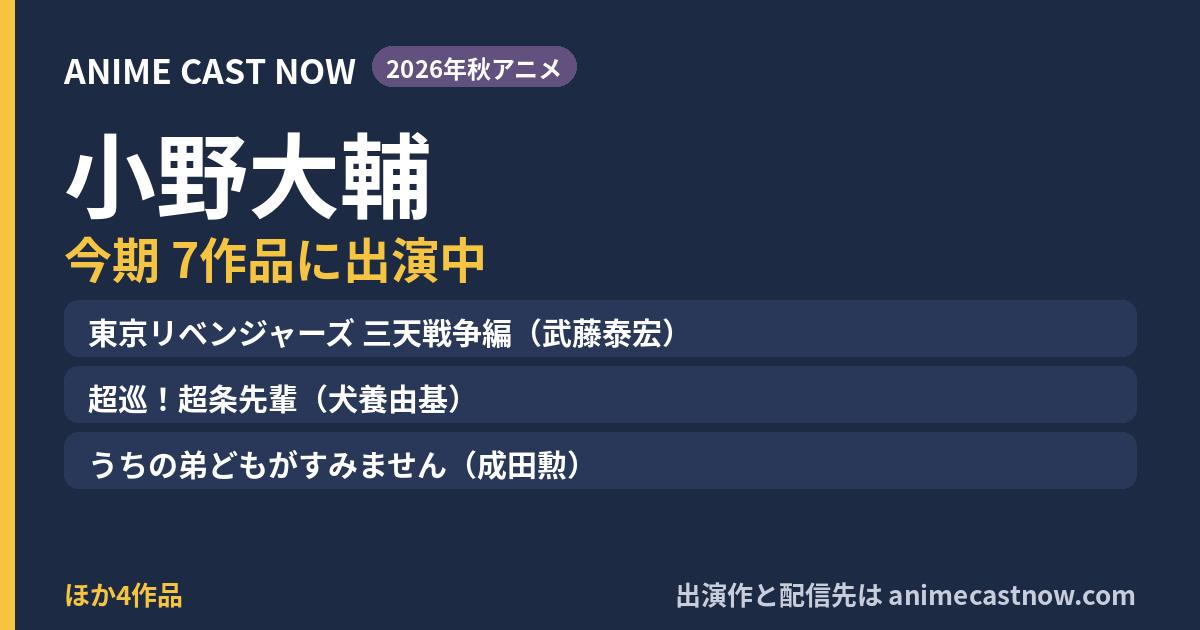 ANIME CAST NOW 2026年秋アニメ
小野大輔
今期 7作品に出演中
東京リベンジャーズ 三天戦争編（武藤泰宏）
超巡！超条先輩（犬養由基）
うちの弟どもがすみません（成田勲）
ほか4作品
出演作と配信先は animecastnow.com